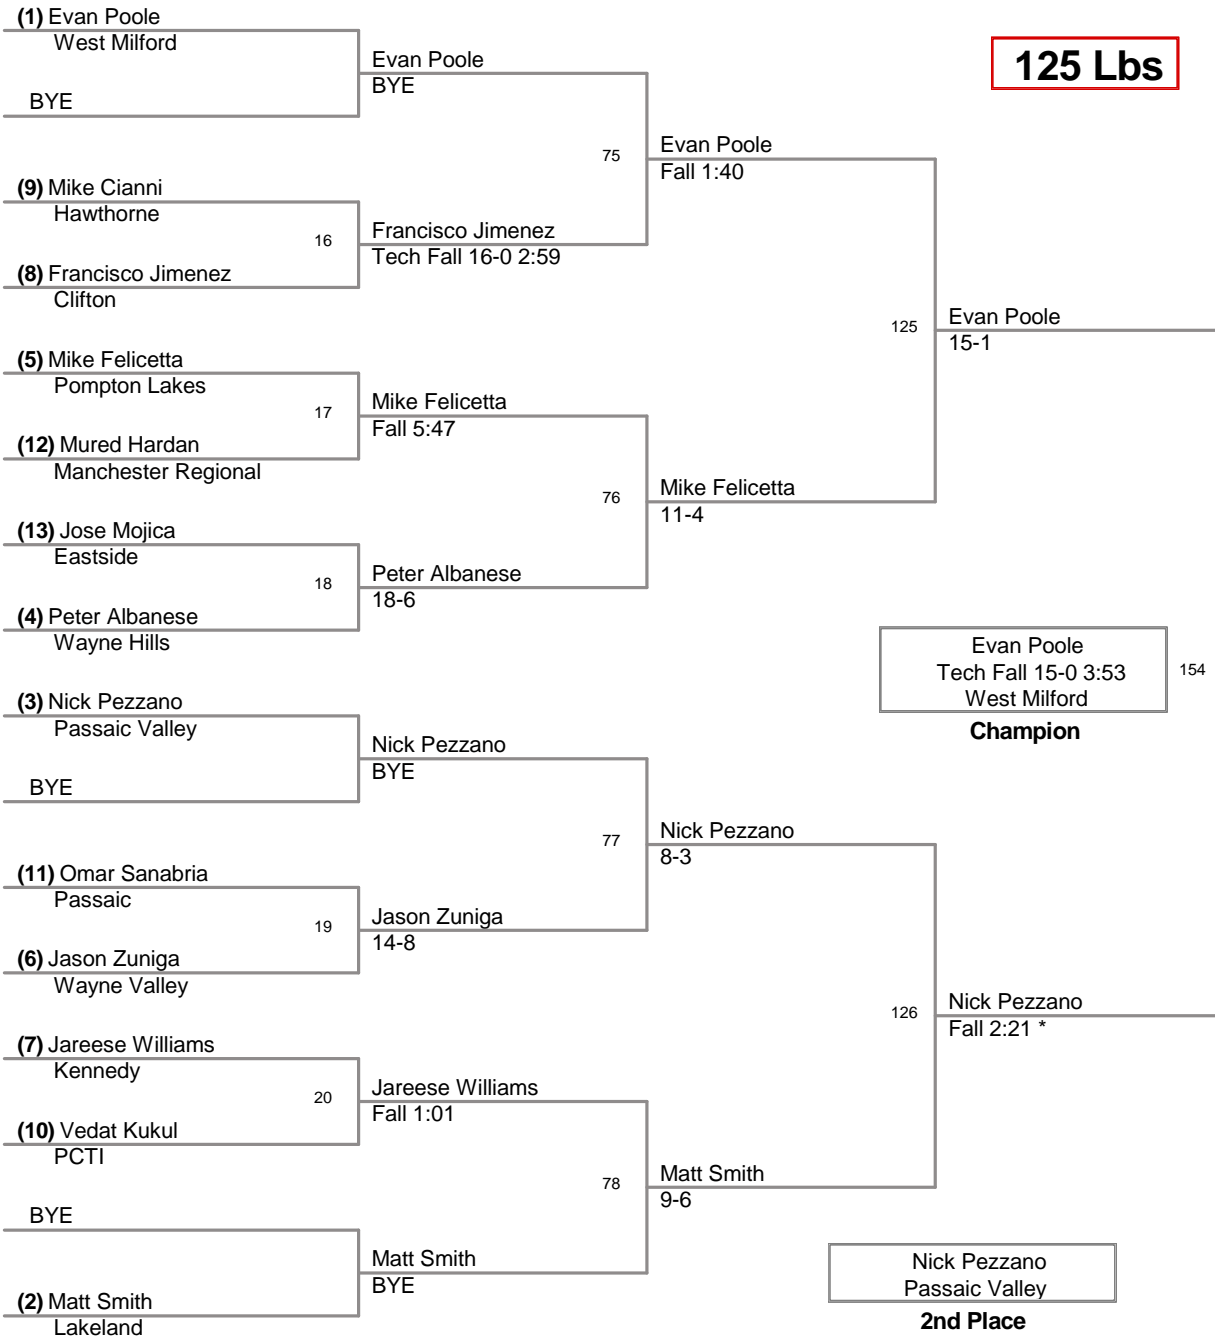 (1) Evan Poole
West Milford
BYE
(9) Mike Cianni
Hawthorne
(8) Francisco Jimenez
Clifton
(5) Mike Felicetta
Pompton Lakes
(12) Mured Hardan
Manchester Regional
(13) Jose Mojica
Eastside
(4) Peter Albanese
Wayne Hills
(3) Nick Pezzano
Passaic Valley
BYE
(11) Omar Sanabria
Passaic
(6) Jason Zuniga
Wayne Valley
(7) Jareese Williams
Kennedy
(10) Vedat Kukul
PCTI
BYE
(2) Matt Smith
Lakeland
16
17
18
19
20
Evan Poole
BYE
Francisco Jimenez
Tech Fall 16-0 2:59
Mike Felicetta
Fall 5:47
Peter Albanese
18-6
Nick Pezzano
BYE
Jason Zuniga
14-8
Jareese Williams
Fall 1:01
Matt Smith
BYE
75
76
77
78
Evan Poole
Fall 1:40
Mike Felicetta
11-4
Nick Pezzano
8-3
Matt Smith
9-6
125
126
125 Lbs
Evan Poole
15-1
Nick Pezzano
Fall 2:21 *
Evan Poole
Tech Fall 15-0 3:53
West Milford
154
Champion
Nick Pezzano
Passaic Valley
2nd Place